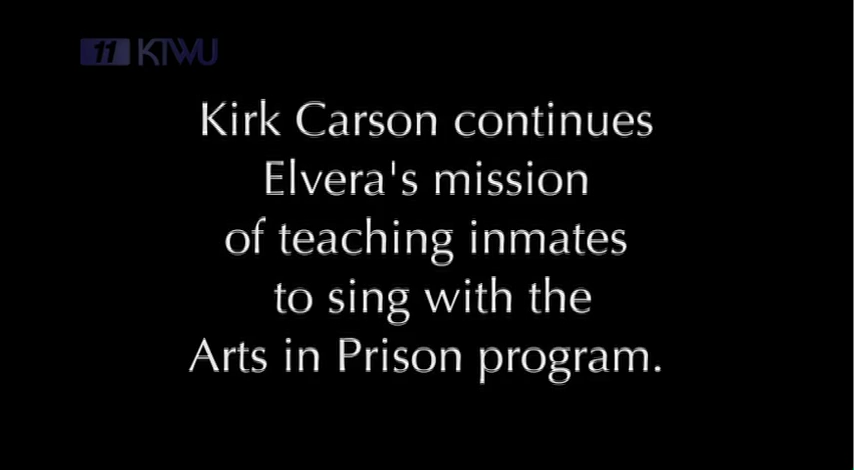 11 KTWU
Kirk Carson continues
Elvera's mission
of teaching inmates
to sing with the
Arts in Prison program.